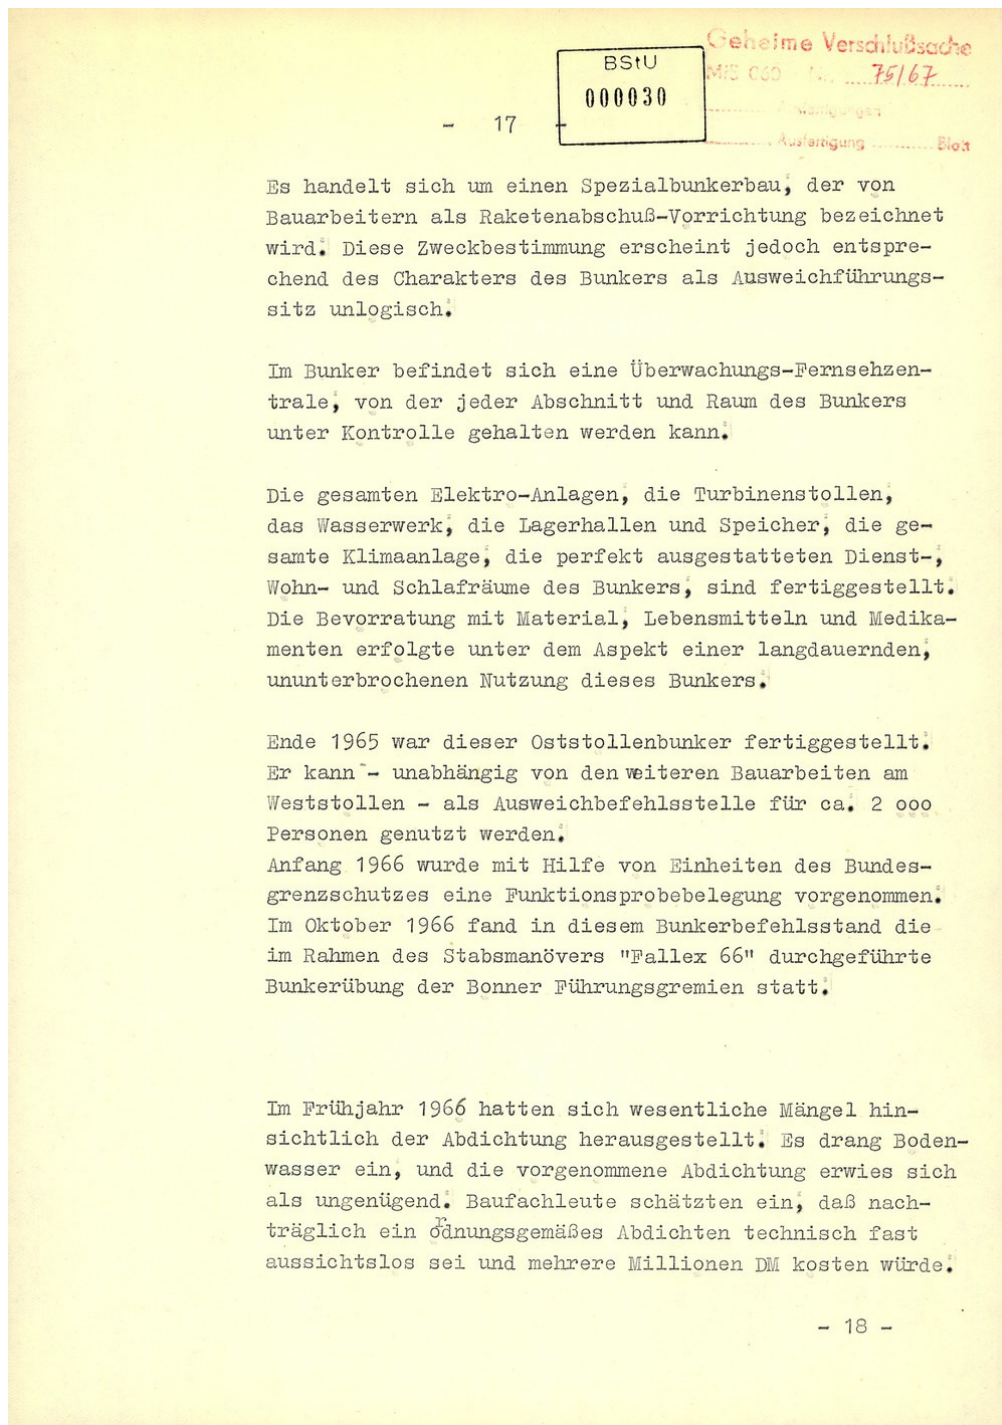 Geheime Verschlußsache
BStU
MfS 060 Nr. 75/67
000030
Ausfertigungen
- 17 -
Ausfertigung Blatt
Es handelt sich um einen Spezialbunkerbau, der von
Bauarbeitern als Raketenabschuß-Vorrichtung bezeichnet
wird. Diese Zweckbestimmung erscheint jedoch entspre-
chend des Charakters des Bunkers als Ausweichführungs-
sitz unlogisch.
Im Bunker befindet sich eine Überwachungs-Fernsehzen-
trale, von der jeder Abschnitt und Raum des Bunkers
unter Kontrolle gehalten werden kann.
Die gesamten Elektro-Anlagen, die Turbinenstollen,
das Wasserwerk, die Lagerhallen und Speicher, die ge-
samte Klimaanlage, die perfekt ausgestatteten Dienst-,
Wohn- und Schlafräume des Bunkers, sind fertiggestellt.
Die Bevorratung mit Material, Lebensmitteln und Medika-
menten erfolgte unter dem Aspekt einer langdauernden,
ununterbrochenen Nutzung dieses Bunkers.
Ende 1965 war dieser Oststollenbunker fertiggestellt.
Er kann - unabhängig von den weiteren Bauarbeiten am
Weststollen - als Ausweichbefehlsstelle für ca. 2 ooo
Personen genutzt werden.
Anfang 1966 wurde mit Hilfe von Einheiten des Bundes-
grenzschutzes eine Funktionsprobebelegung vorgenommen.
Im Oktober 1966 fand in diesem Bunkerbefehlsstand die
im Rahmen des Stabsmanövers "Fallex 66" durchgeführte
Bunkerübung der Bonner Führungsgremien statt.
Im Frühjahr 1966 hatten sich wesentliche Mängel hin-
sichtlich der Abdichtung herausgestellt. Es drang Boden-
wasser ein, und die vorgenommene Abdichtung erwies sich
als ungenügend. Baufachleute schätzten ein, daß nach-
träglich ein ordnungsgemäßes Abdichten technisch fast
aussichtslos sei und mehrere Millionen DM kosten würde.
- 18 -